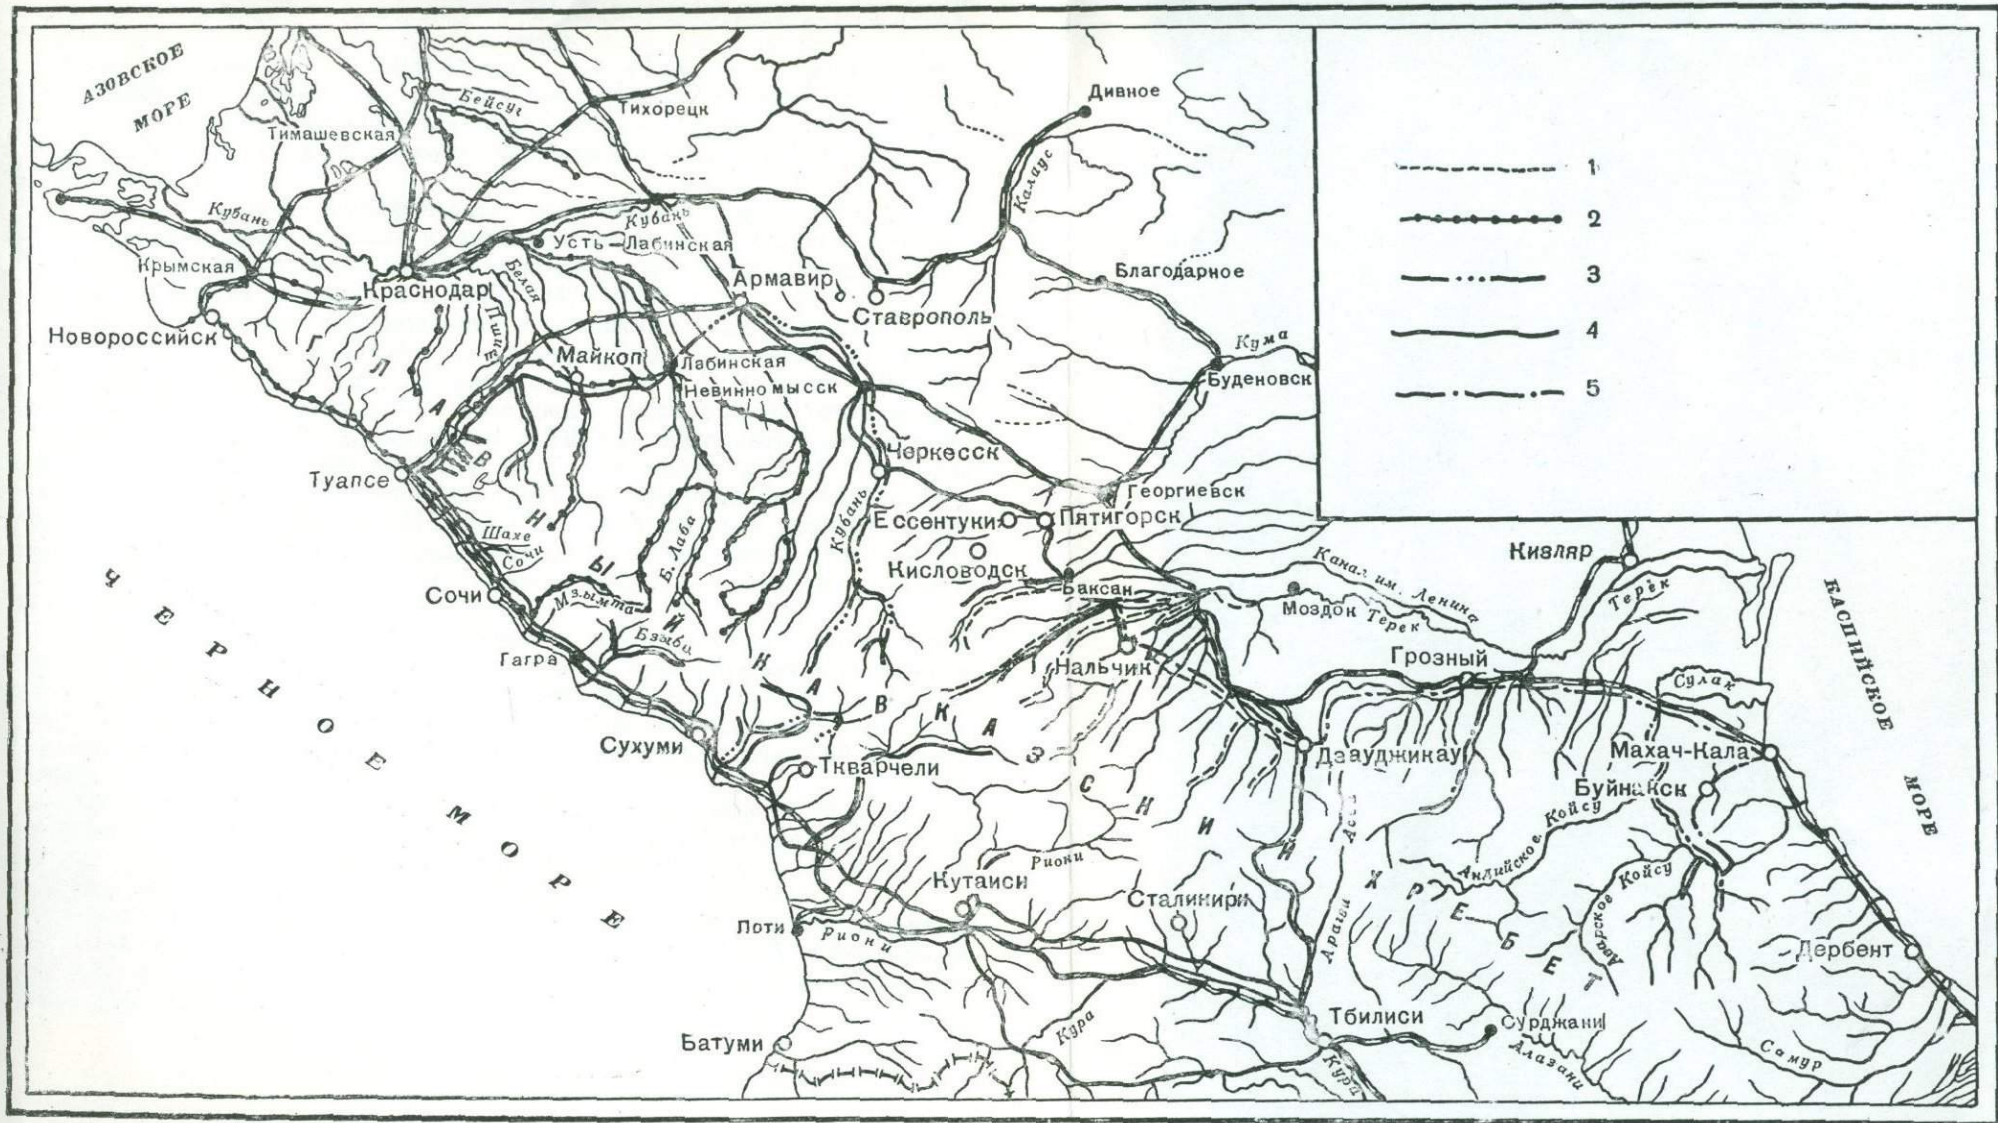 АЗОВСКОЕ
МОРЕ
Бейсуг
Тихорецк
Дивное
Тимашевская
1
2
3
4
5
Калаус
Кубань
Кубань
Усть-Лабинская
Крымская
Краснодар
Белая
Армавир
Благодарное
Новороссийск
Пшиш
Ставрополь
Майкоп
Лабинская
Кума
Невинномысск
Буденовск
Туапсе
Черкесск
Георгиевск
Ессентуки
Пятигорск
Кубань
Шахе
Сочи
Б. Лаба
Кисловодск
Баксан
Канал им. Ленина
Кизляр
Терек
Моздок
Терек
Сочи
Мзымта
Бзыбь
Гагра
Нальчик
Грозный
Сулак
КАСПИЙСКОЕ
МОРЕ
ЧЕРНОЕ МОРЕ
ГЛАВНЫЙ КАВКАЗСКИЙ ХРЕБЕТ
Сухуми
Ткварчели
Дзауджикау
Махач-Кала
Буйнакск
Асса
Андийское Койсу
Койсу
Аварское
Риони
Кутаиси
Сталинири
Арагви
Поти
Риони
Дербент
Батуми
Кура
Тбилиси
Сурджани
Алазани
Самур
Кура